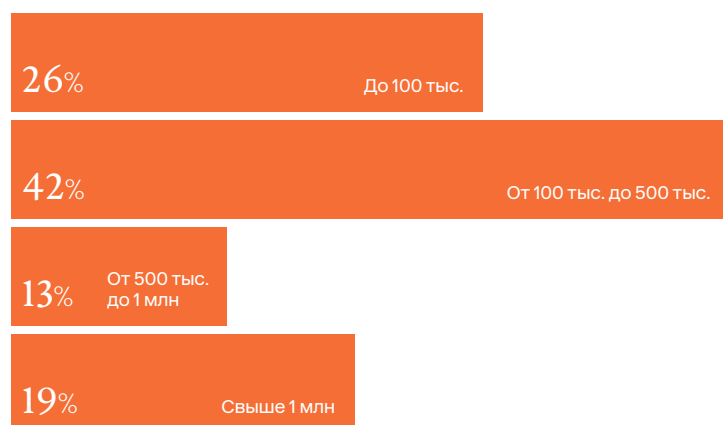 26%
До 100 тыс.
42%
От 100 тыс. до 500 тыс.
13%
От 500 тыс.
до 1 млн
19%
Свыше 1 млн